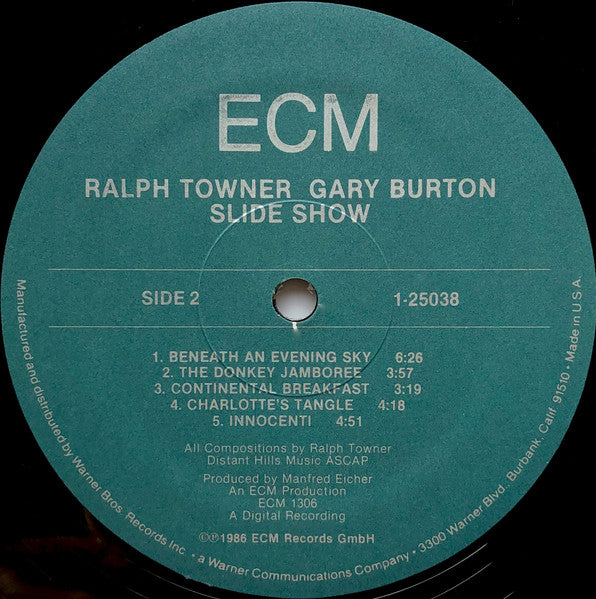 ECM
RALPH TOWNER GARY BURTON
SLIDE SHOW
SIDE 2 1-25038
1. BENEATH AN EVENING SKY 6:26
2. THE DONKEY JAMBOREE 3:57
3. CONTINENTAL BREAKFAST 3:19
4. CHARLOTTE'S TANGLE 4:18
5. INNOCENTI 4:51
All Compositions by Ralph Towner
Distant Hills Music ASCAP
Produced by Manfred Eicher
An ECM Production
ECM 1306
A Digital Recording
©℗1986 ECM Records GmbH
Manufactured and distributed by Warner Bros. Records Inc. • a Warner Communications Company • 3300 Warner Blvd. Burbank, Calif. 91510 • Made in U.S.A.